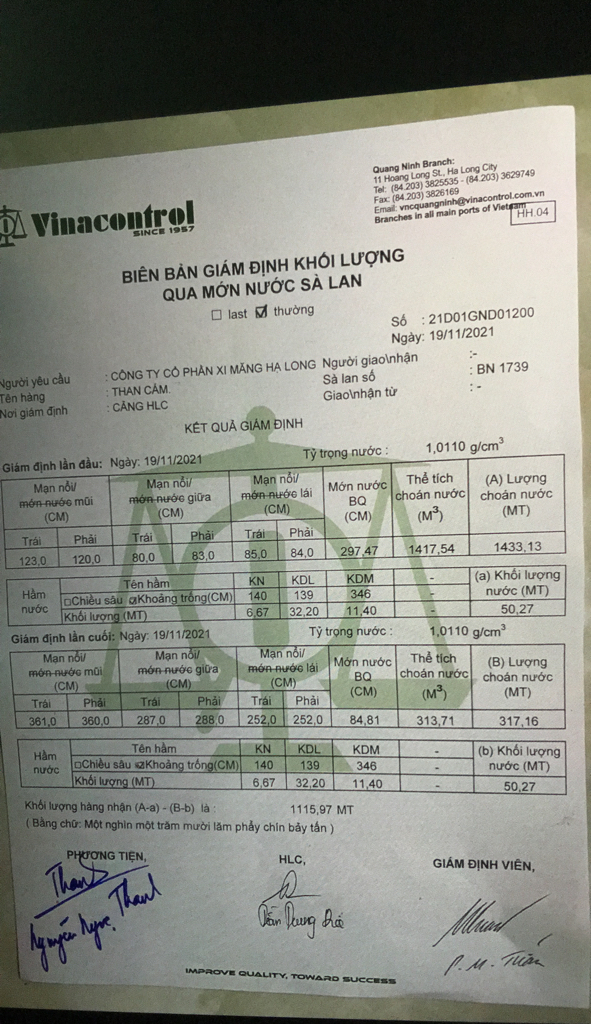 Vinacontrol
SINCE 1957
Quang Ninh Branch:
11 Hoang Long St., Ha Long City
Tel: (84.203) 3825535 - (84.203) 3629749
Fax: (84.203) 3826169
Email: vncquangninh@vinacontrol.com.vn
Branches in all main ports of Vietnam
HH.04
BIÊN BẢN GIÁM ĐỊNH KHỐI LƯỢNG
QUA MỚN NƯỚC SÀ LAN
□ last ☑ thường
Số : 21D01GND01200
Ngày: 19/11/2021
Người yêu cầu : CÔNG TY CỔ PHẦN XI MĂNG HẠ LONG Người giao\nhận :-
Tên hàng : THAN CÁM. Sà lan số : BN 1739
Nơi giám định : CẢNG HLC Giao\nhận từ : -
KẾT QUẢ GIÁM ĐỊNH
Giám định lần đầu: Ngày: 19/11/2021 Tỷ trọng nước : 1,0110 g/cm³
Mạn nổi/ Mạn nổi/ Mạn nổi/ Mớn nước Thể tích (A) Lượng
mớn nước mũi mớn nước giữa mớn nước lái BQ choán nước choán nước
(CM) (CM) (CM) (CM) (M³) (MT)
Trái Phải Trái Phải Trái Phải
123,0 120,0 80,0 83,0 85,0 84,0 297,47 1417,54 1433,13
Hầm nước Tên hầm KN KDL KDM - (a) Khối lượng
□Chiều sâu ☑Khoảng trống(CM) 140 139 346 - nước (MT)
Khối lượng (MT) 6,67 32,20 11,40 - 50,27
Giám định lần cuối: Ngày: 19/11/2021 Tỷ trọng nước : 1,0110 g/cm³
Mạn nổi/ Mạn nổi/ Mạn nổi/ Mớn nước Thể tích (B) Lượng
mớn nước mũi mớn nước giữa mớn nước lái BQ choán nước choán nước
(CM) (CM) (CM) (CM) (M³) (MT)
Trái Phải Trái Phải Trái Phải
361,0 360,0 287,0 288,0 252,0 252,0 84,81 313,71 317,16
Hầm nước Tên hầm KN KDL KDM - (b) Khối lượng
□Chiều sâu ☑Khoảng trống(CM) 140 139 346 - nước (MT)
Khối lượng (MT) 6,67 32,20 11,40 - 50,27
Khối lượng hàng nhận (A-a) - (B-b) là : 1115,97 MT
( Bằng chữ: Một nghìn một trăm mười lăm phẩy chín bảy tấn )
PHƯƠNG TIỆN, HLC, GIÁM ĐỊNH VIÊN,
Thanh
Nguyễn Ngọc Thanh
P. M. Tuấn
IMPROVE QUALITY, TOWARD SUCCESS